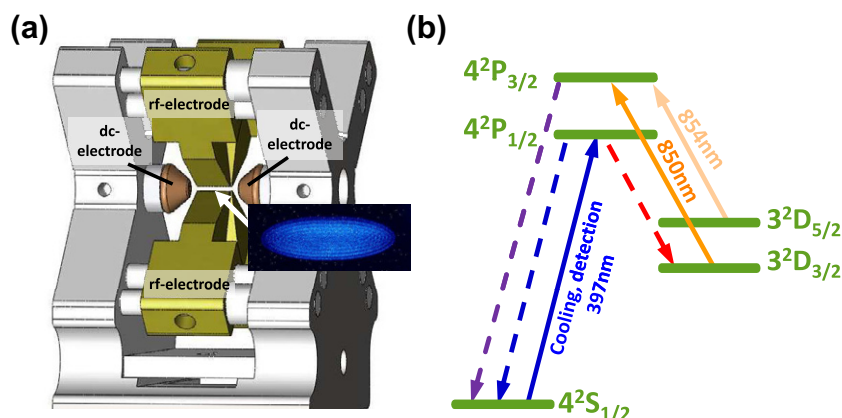 (a)
rf-electrode
dc-
electrode
dc-
electrode
rf-electrode
(b)
4²P₃/₂
4²P₁/₂
854nm
850nm
3²D₅/₂
3²D₃/₂
Cooling, detection
397nm
4²S₁/₂